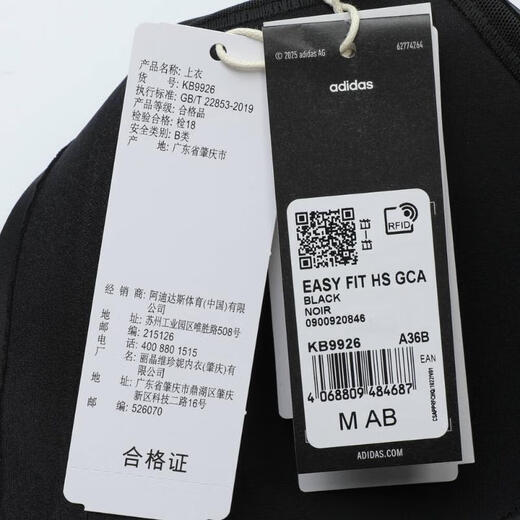 产品名称: 上衣
货 号: KB9926
执行标准: GB/T 22853-2019
产品等级: 合格品
检验合格: 检18
安全类别: B类
产 地: 广东省肇庆市
经 销 商: 阿迪达斯体育(中国)有限公司
地 址: 苏州工业园区唯胜路508号
邮 编: 215126
电 话: 400 880 1515
制 造 商: 丽晶维珍妮内衣(肇庆)有限公司
地 址: 广东省肇庆市鼎湖区肇庆新区科技二路16号
邮 编: 526070
合格证
© 2025 adidas AG
62774264
adidas
RFID
EASY FIT HS GCA
BLACK
NOIR
0900920846
KB9926 A36B
EAN
4 068809 484687
M AB
ADIDAS.COM